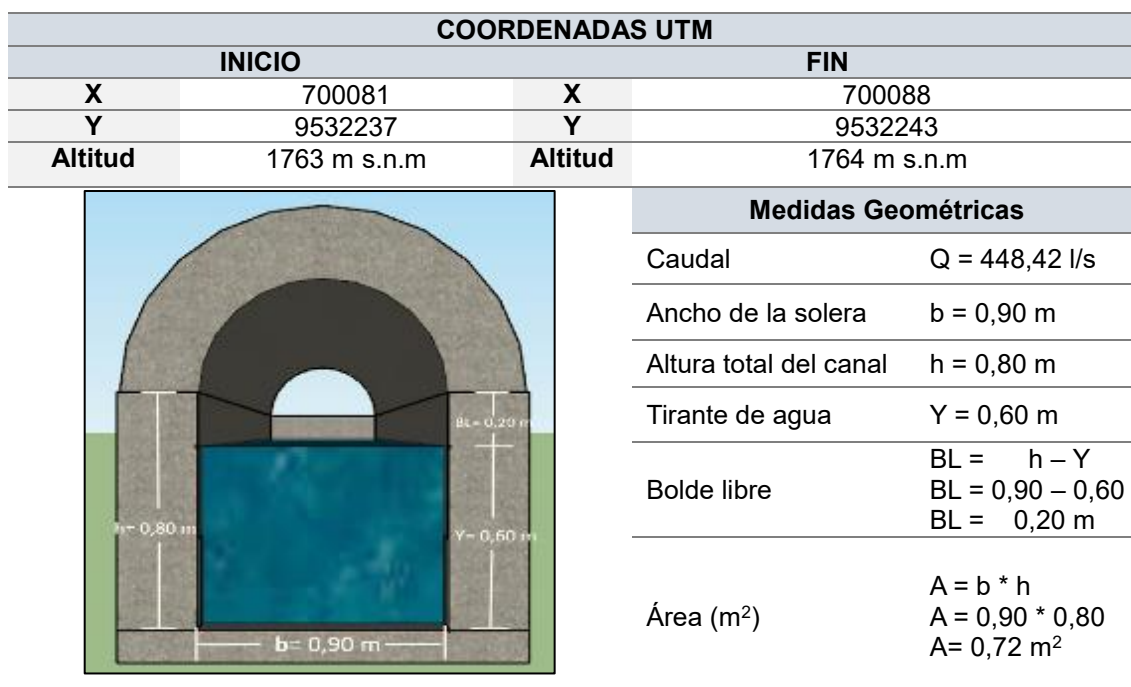 COORDENADAS UTM
INICIO FIN
X 700081 X 700088
Y 9532237 Y 9532243
Altitud 1763 m s.n.m Altitud 1764 m s.n.m
BL= 0,20 m
h= 0,80 m
Y= 0,60 m
b= 0,90 m
Medidas Geométricas
Caudal Q = 448,42 l/s
Ancho de la solera b = 0,90 m
Altura total del canal h = 0,80 m
Tirante de agua Y = 0,60 m
BL = h – Y
Bolde libre BL = 0,90 – 0,60
BL = 0,20 m
A = b * h
Área (m²) A = 0,90 * 0,80
A= 0,72 m²